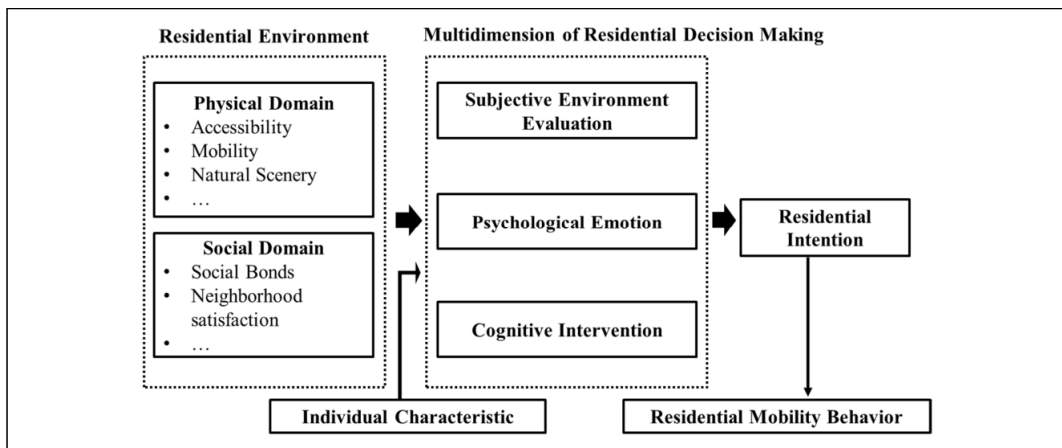 Residential Environment
Physical Domain
• Accessibility
• Mobility
• Natural Scenery
• …
Social Domain
• Social Bonds
• Neighborhood
satisfaction
• …
Multidimension of Residential Decision Making
Subjective Environment
Evaluation
Psychological Emotion
Cognitive Intervention
Residential
Intention
Individual Characteristic
Residential Mobility Behavior